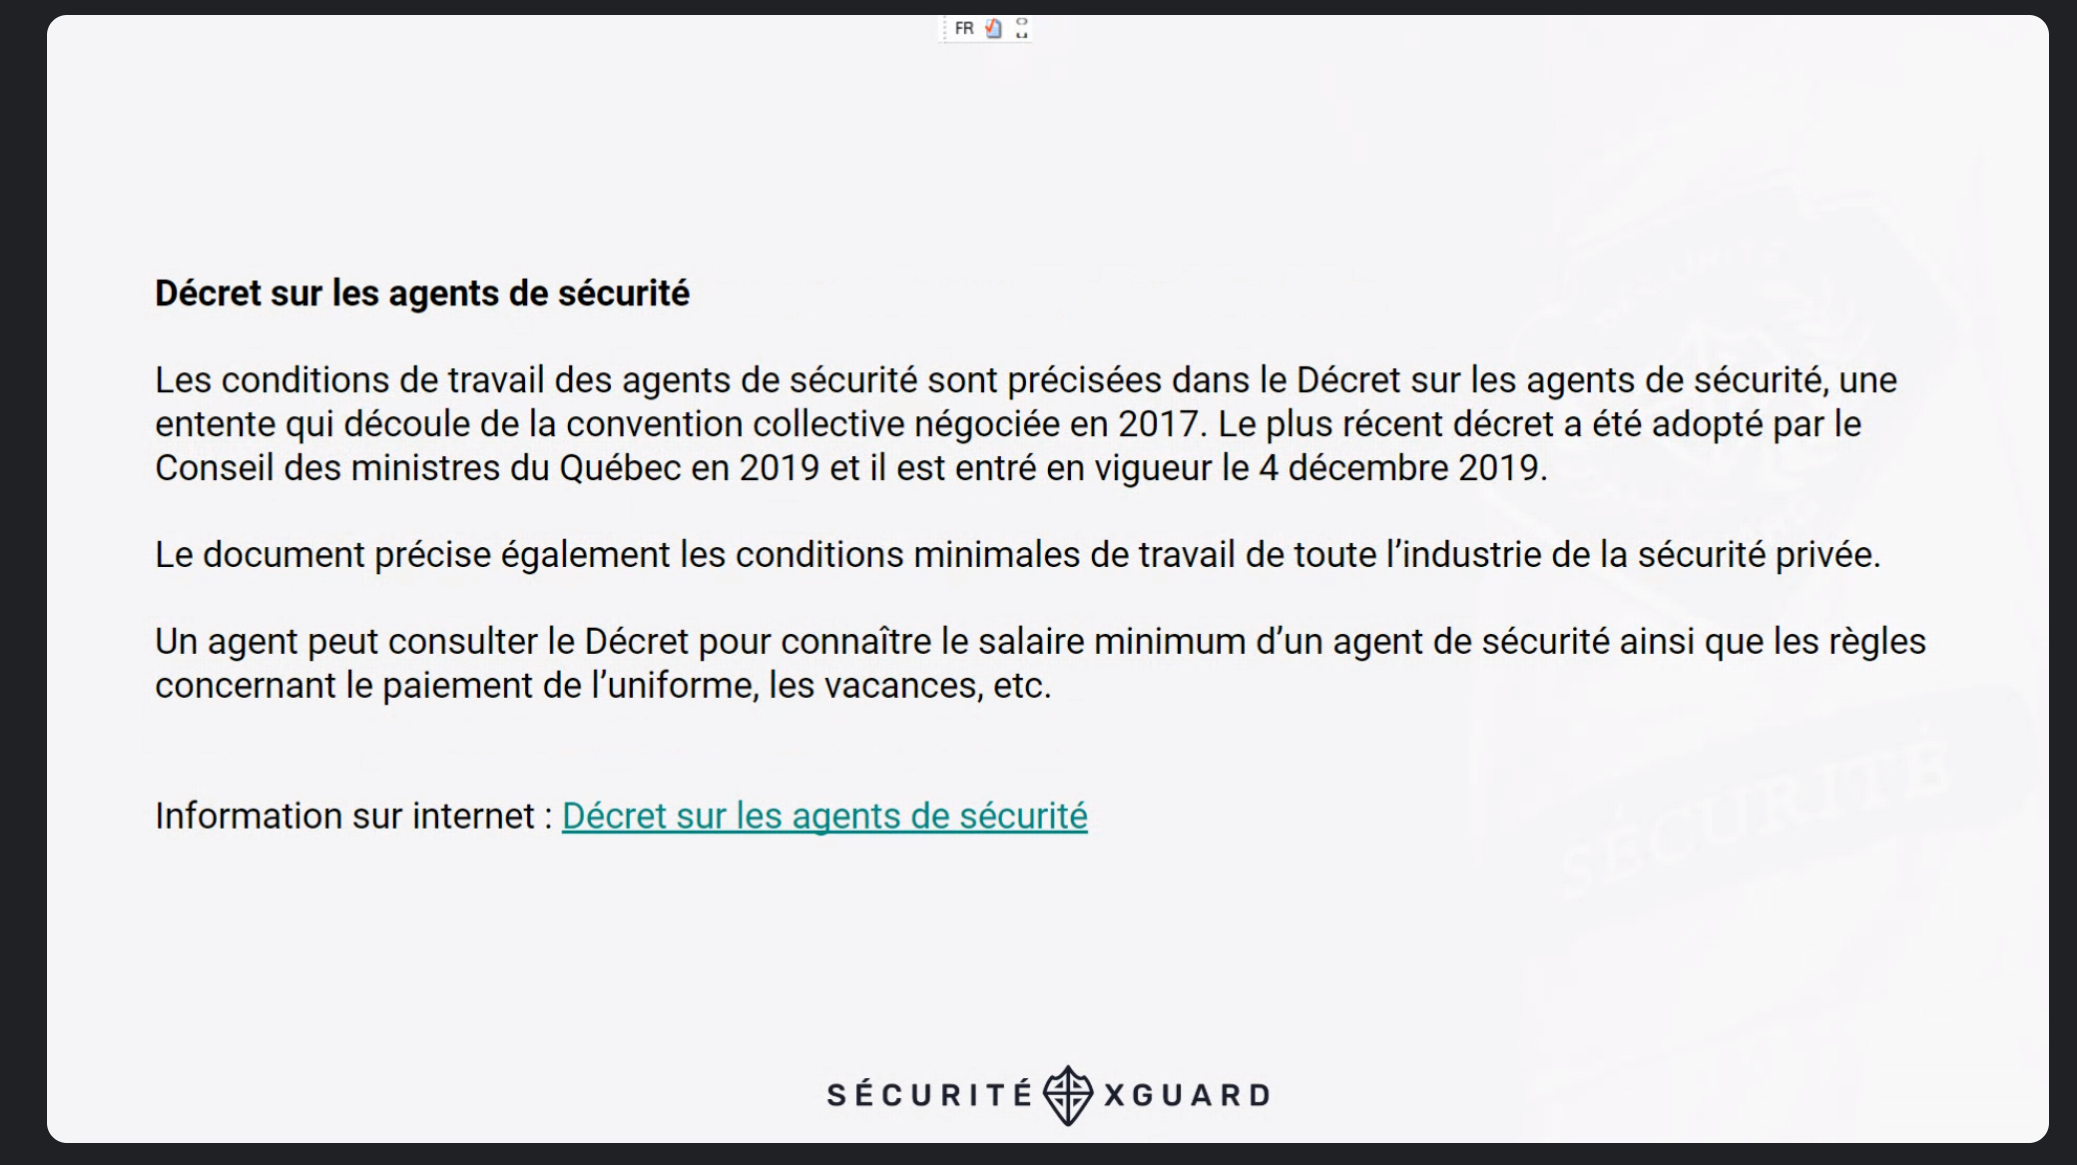 FR
Décret sur les agents de sécurité
Les conditions de travail des agents de sécurité sont précisées dans le Décret sur les agents de sécurité, une
entente qui découle de la convention collective négociée en 2017. Le plus récent décret a été adopté par le
Conseil des ministres du Québec en 2019 et il est entré en vigueur le 4 décembre 2019.
Le document précise également les conditions minimales de travail de toute l’industrie de la sécurité privée.
Un agent peut consulter le Décret pour connaître le salaire minimum d’un agent de sécurité ainsi que les règles
concernant le paiement de l’uniforme, les vacances, etc.
SÉCURITÉ
Information sur internet : Décret sur les agents de sécurité
SÉCURITÉ XGUARD